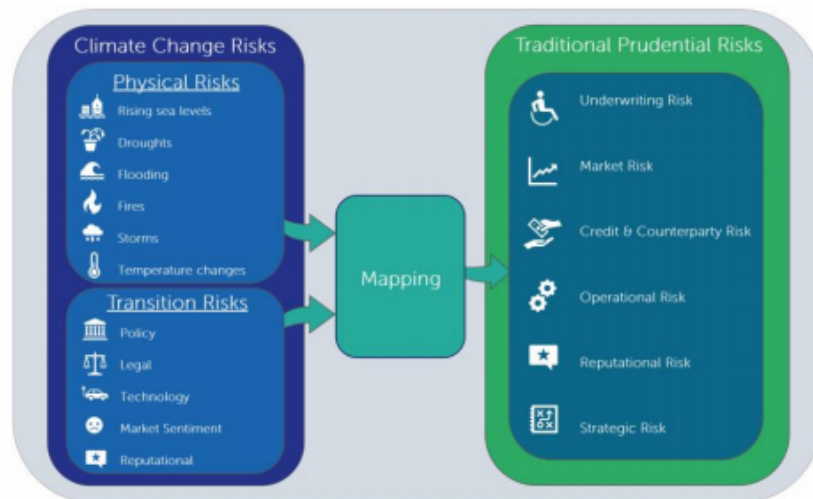 Climate Change Risks
Physical Risks
Rising sea levels
Droughts
Flooding
Fires
Storms
Temperature changes
Transition Risks
Policy
Legal
Technology
Market Sentiment
Reputational
Mapping
Traditional Prudential Risks
Underwriting Risk
Market Risk
Credit & Counterparty Risk
Operational Risk
Reputational Risk
Strategic Risk